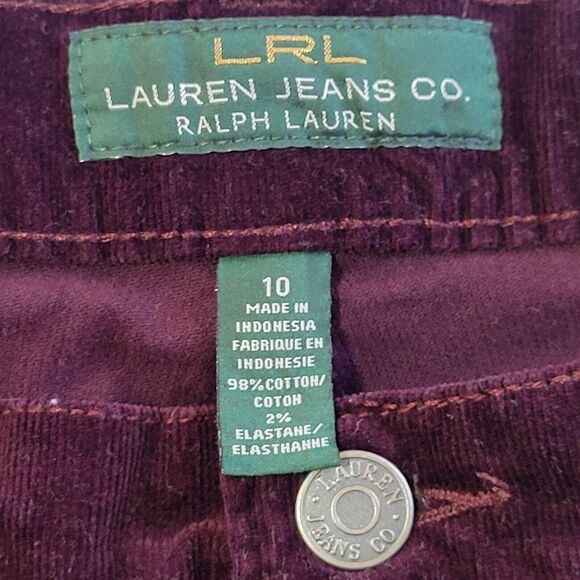 LRL
LAUREN JEANS CO.
RALPH LAUREN
10
MADE IN
INDONESIA
FABRIQUE EN
INDONESIE
98% COTTON/
COTON
2%
ELASTANE/
ELASTHANNE
· LAUREN ·
JEANS CO